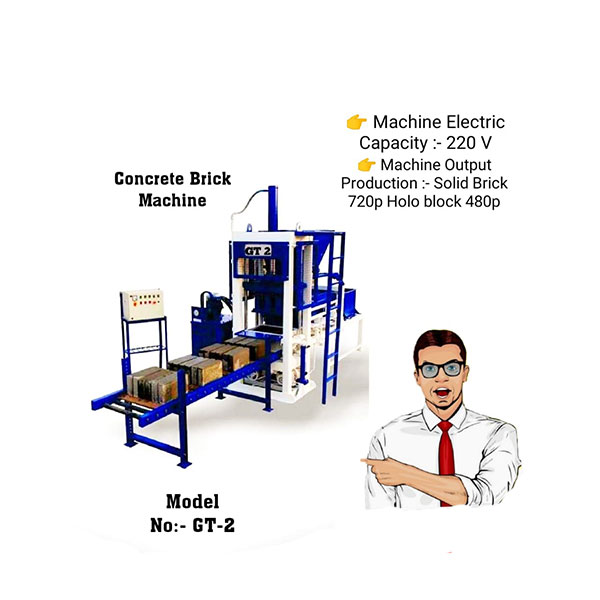 👉 Machine Electric
Capacity :- 220 V
👉 Machine Output
Production :- Solid Brick
720p Holo block 480p
Concrete Brick
Machine
GT 2
Model
No:- GT-2